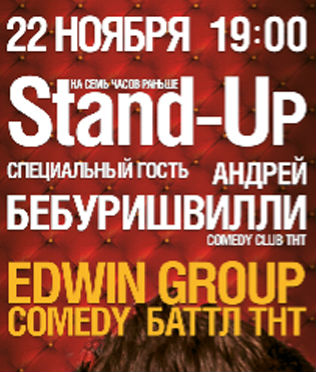 22 НОЯБРЯ 19:00
НА СЕМЬ ЧАСОВ РАНЬШЕ
Stand-Up
СПЕЦИАЛЬНЫЙ ГОСТЬ АНДРЕЙ
БЕБУРИШВИЛЛИ
COMEDY CLUB ТНТ
EDWIN GROUP
COMEDY БАТТЛ ТНТ